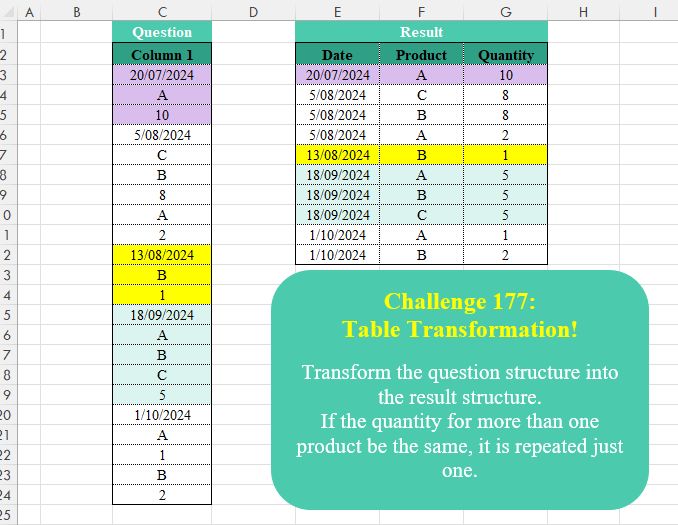 A B C D E F G H I
1 Question Result
2 Column 1 Date Product Quantity
3 20/07/2024 20/07/2024 A 10
4 A 5/08/2024 C 8
5 10 5/08/2024 B 8
6 5/08/2024 5/08/2024 A 2
7 C 13/08/2024 B 1
8 B 18/09/2024 A 5
9 8 18/09/2024 B 5
0 A 18/09/2024 C 5
1 2 1/10/2024 A 1
2 13/08/2024 1/10/2024 B 2
3 B
4 1
Challenge 177:
5 18/09/2024
Table Transformation!
6 A
7 B
8 C
9 5
20 1/10/2024
21 A
22 1
23 B
24 2
25
Transform the question structure into
the result structure.
If the quantity for more than one
product be the same, it is repeated just
one.